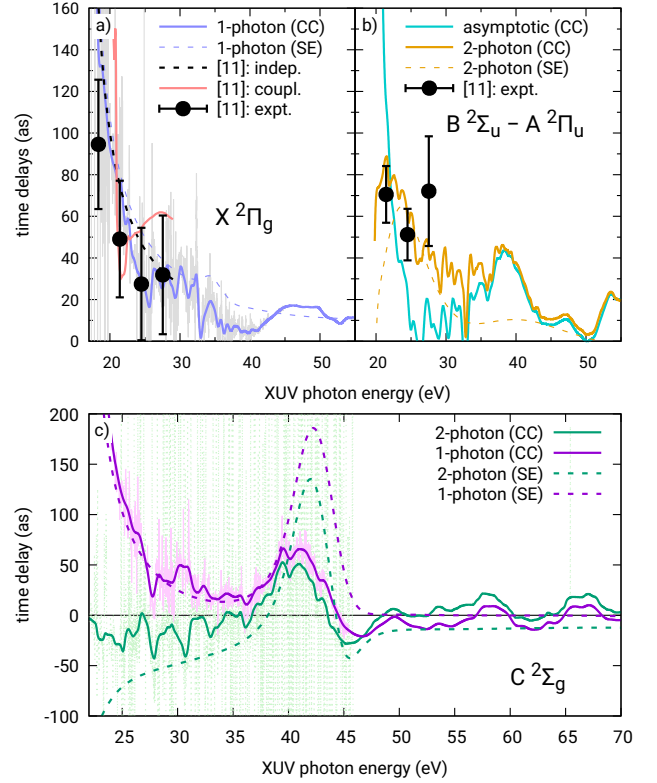 160
140
120
100
80
60
40
20
0
time delays (as)
a)
1-photon (CC)
1-photon (SE)
[11]: indep.
[11]: coupl.
[11]: expt.
X ²Π_g
20 30 40 50
b)
asymptotic (CC)
2-photon (CC)
2-photon (SE)
[11]: expt.
B ²Σ_u – A ²Π_u
20 30 40 50
XUV photon energy (eV) XUV photon energy (eV)
200
150
100
50
0
-50
-100
time delay (as)
c)
2-photon (CC)
1-photon (CC)
2-photon (SE)
1-photon (SE)
C ²Σ_g
25 30 35 40 45 50 55 60 65 70
XUV photon energy (eV)